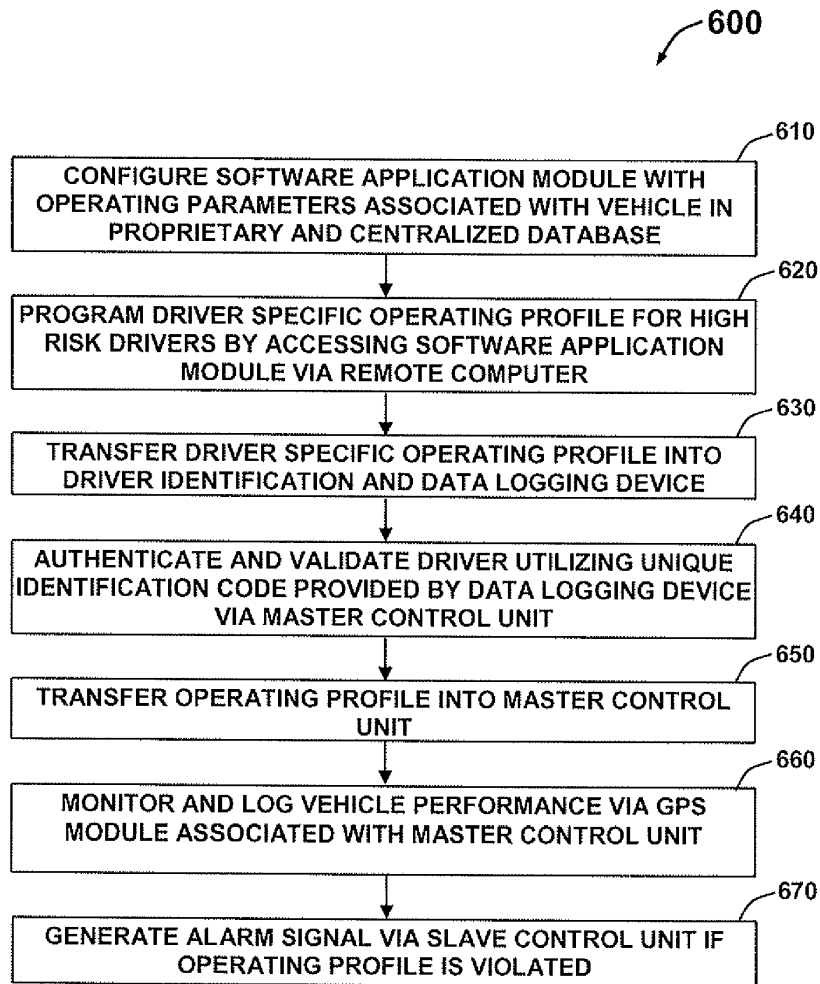 600
610
CONFIGURE SOFTWARE APPLICATION MODULE WITH
OPERATING PARAMETERS ASSOCIATED WITH VEHICLE IN
PROPRIETARY AND CENTRALIZED DATABASE
620
PROGRAM DRIVER SPECIFIC OPERATING PROFILE FOR HIGH
RISK DRIVERS BY ACCESSING SOFTWARE APPLICATION
MODULE VIA REMOTE COMPUTER
630
TRANSFER DRIVER SPECIFIC OPERATING PROFILE INTO
DRIVER IDENTIFICATION AND DATA LOGGING DEVICE
640
AUTHENTICATE AND VALIDATE DRIVER UTILIZING UNIQUE
IDENTIFICATION CODE PROVIDED BY DATA LOGGING DEVICE
VIA MASTER CONTROL UNIT
650
TRANSFER OPERATING PROFILE INTO MASTER CONTROL
UNIT
660
MONITOR AND LOG VEHICLE PERFORMANCE VIA GPS
MODULE ASSOCIATED WITH MASTER CONTROL UNIT
670
GENERATE ALARM SIGNAL VIA SLAVE CONTROL UNIT IF
OPERATING PROFILE IS VIOLATED